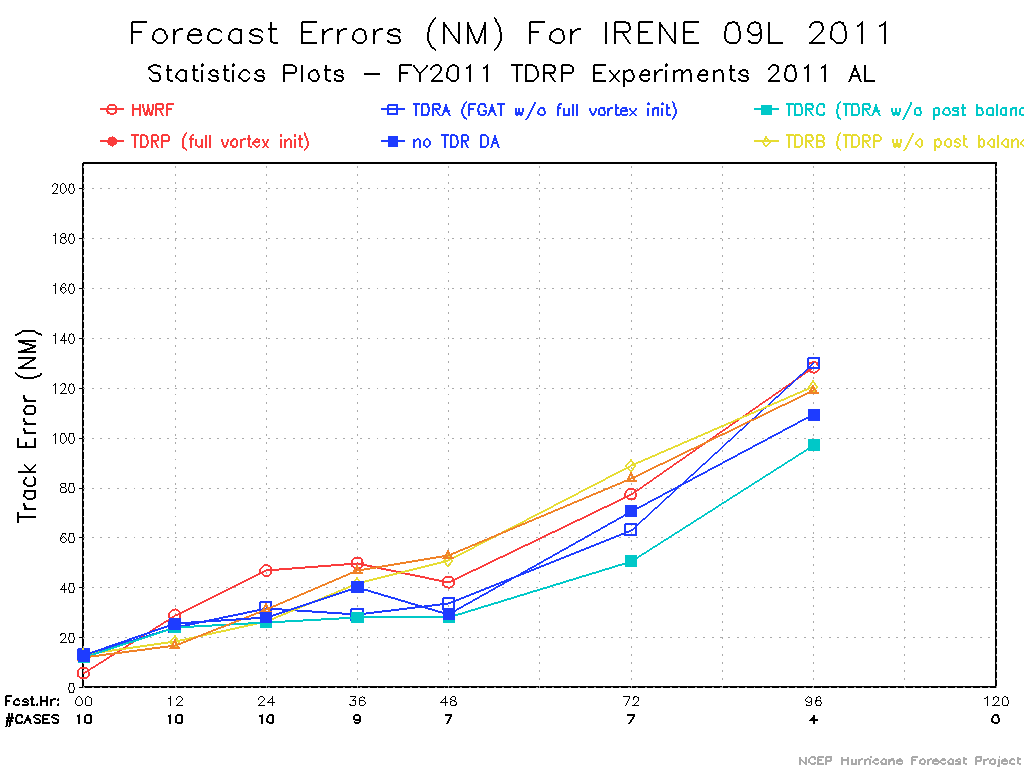 Forecast Errors (NM) For IRENE 09L 2011
Statistics Plots - FY2011 TDRP Experiments 2011 AL
HWRF TDRA (FGAT w/o full vortex init) TDRC (TDRA w/o post balanc
TDRP (full vortex init) no TDR DA TDRB (TDRP w/o post balanc
Track Error (NM)
200
180
160
140
120
100
80
60
40
20
0
Fcst.Hr: 00 12 24 36 48 72 96 120
#CASES 10 10 10 9 7 7 4 0
NCEP Hurricane Forecast Project